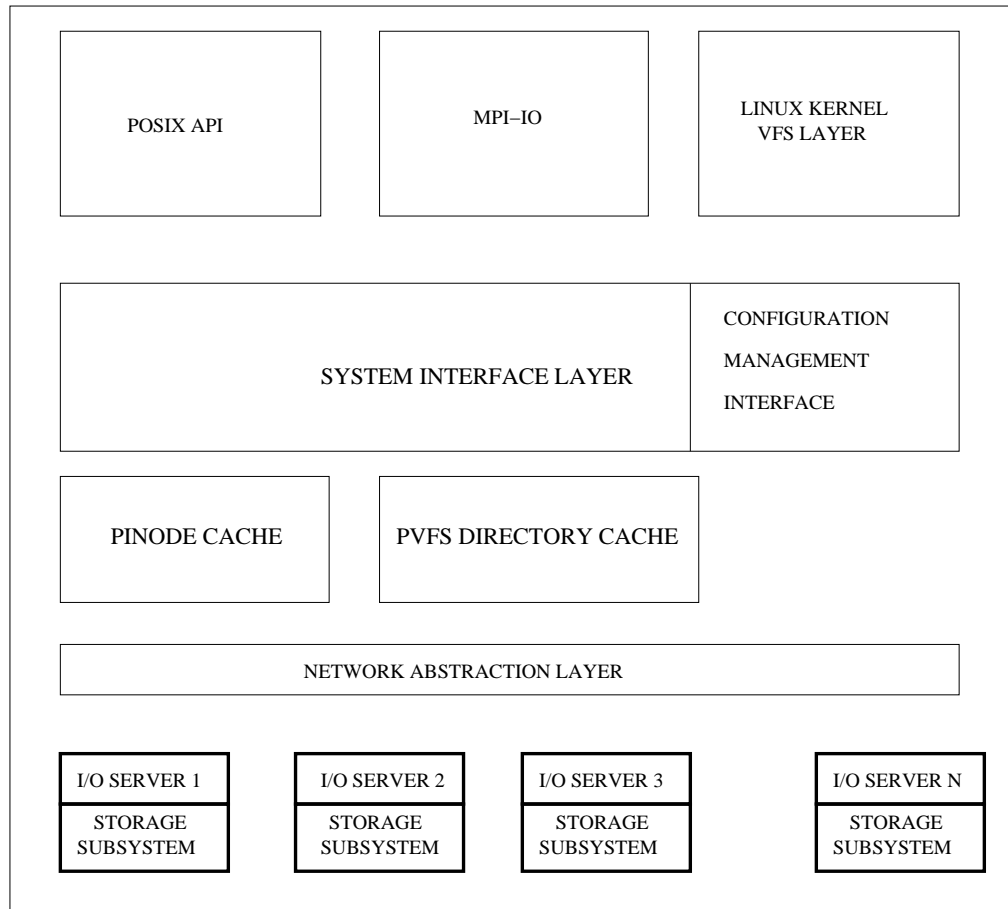 POSIX API
MPI−IO
LINUX KERNEL
VFS LAYER
SYSTEM INTERFACE LAYER
CONFIGURATION
MANAGEMENT
INTERFACE
PINODE CACHE
PVFS DIRECTORY CACHE
NETWORK ABSTRACTION LAYER
I/O SERVER 1
STORAGE
SUBSYSTEM
I/O SERVER 2
STORAGE
SUBSYSTEM
I/O SERVER 3
STORAGE
SUBSYSTEM
I/O SERVER N
STORAGE
SUBSYSTEM